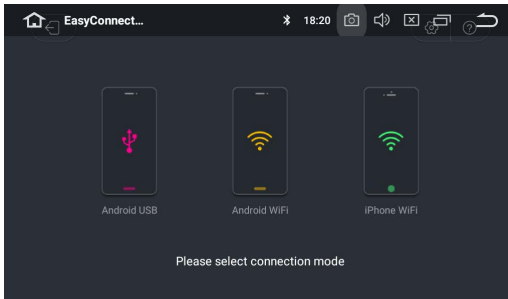 EasyConnect... 18:20
Android USB Android WiFi iPhone WiFi
Please select connection mode